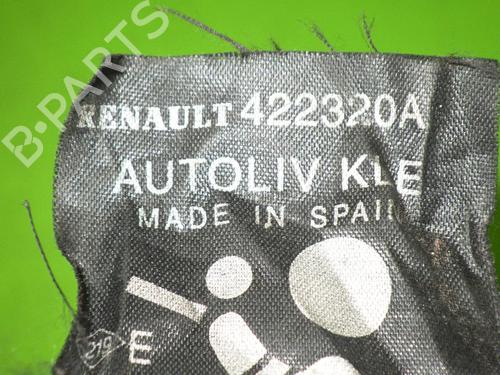 B-PARTS
RENAULT 422320A
AUTOLIV KLE
MADE IN SPAIN
E